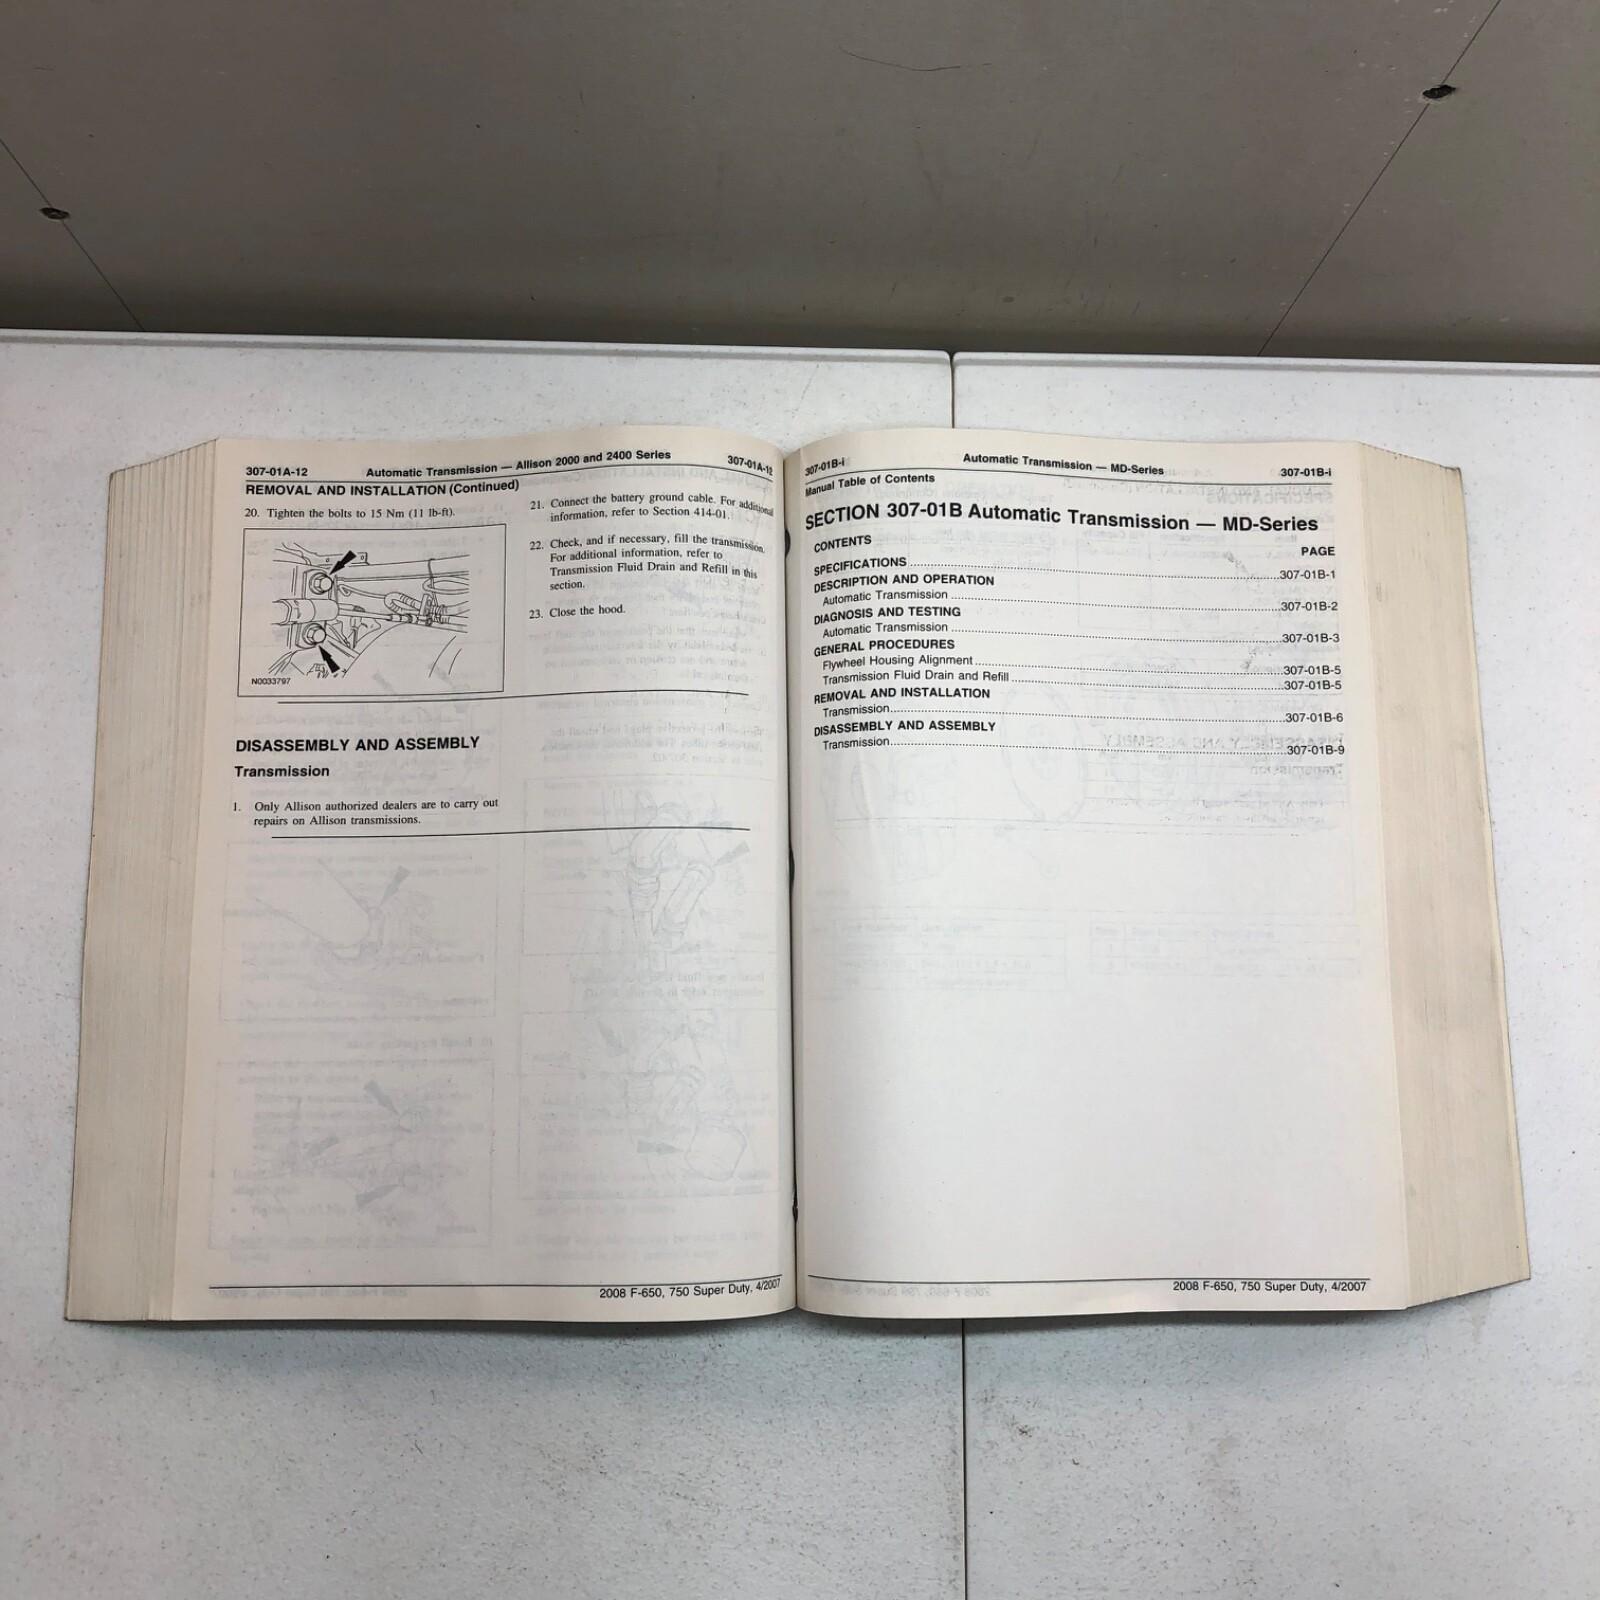 307-01A-12 Automatic Transmission — Allison 2000 and 2400 Series 307-01A-12
REMOVAL AND INSTALLATION (Continued)
20. Tighten the bolts to 15 Nm (11 lb-ft).
N0033797
21. Connect the battery ground cable. For additional
information, refer to Section 414-01.
22. Check, and if necessary, fill the transmission.
For additional information, refer to
Transmission Fluid Drain and Refill in this
section.
23. Close the hood.
DISASSEMBLY AND ASSEMBLY
Transmission
1. Only Allison authorized dealers are to carry out
repairs on Allison transmissions.
2008 F-650, 750 Super Duty, 4/2007
307-01B-i Automatic Transmission — MD-Series 307-01B-i
Manual Table of Contents
SECTION 307-01B Automatic Transmission — MD-Series
CONTENTS PAGE
SPECIFICATIONS 307-01B-1
DESCRIPTION AND OPERATION
Automatic Transmission 307-01B-2
DIAGNOSIS AND TESTING
Automatic Transmission 307-01B-3
GENERAL PROCEDURES
Flywheel Housing Alignment 307-01B-5
Transmission Fluid Drain and Refill 307-01B-5
REMOVAL AND INSTALLATION
Transmission 307-01B-6
DISASSEMBLY AND ASSEMBLY
Transmission 307-01B-9
2008 F-650, 750 Super Duty, 4/2007